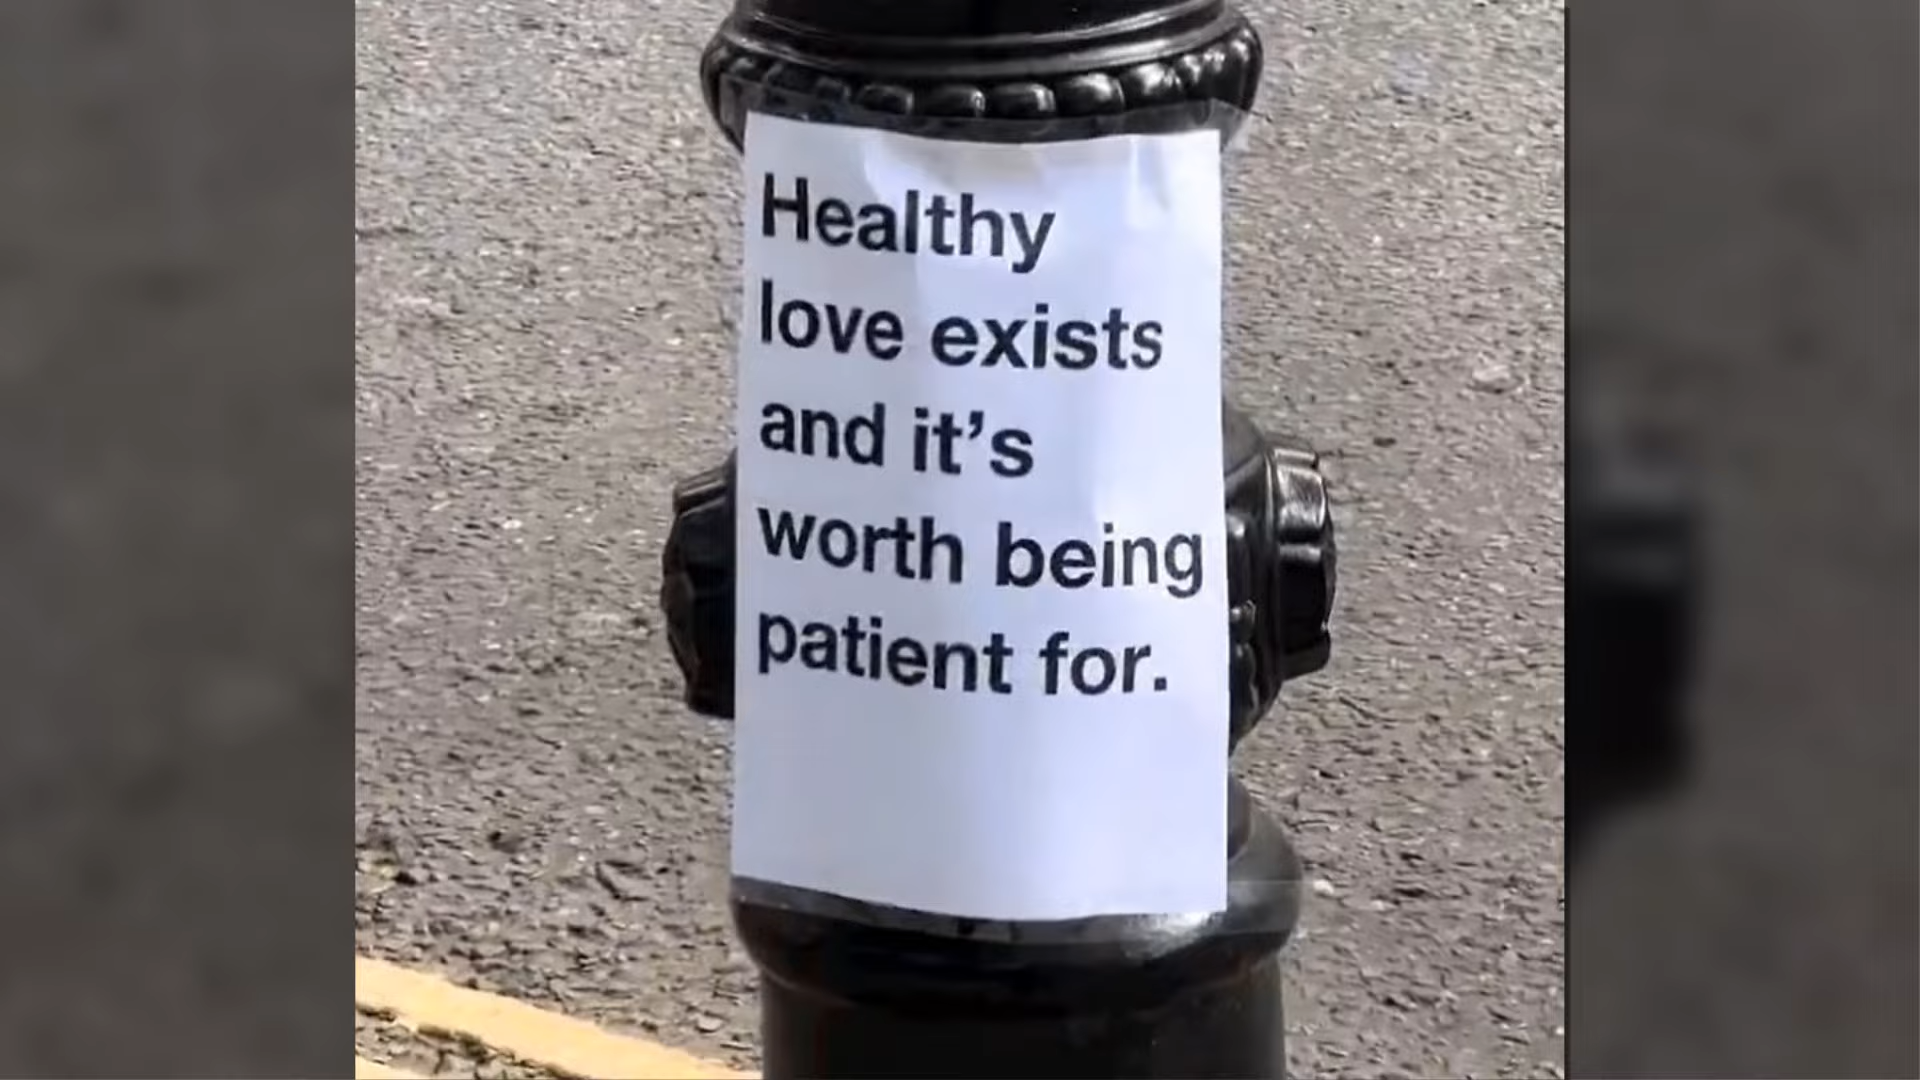 Healthy
love exists
and it’s
worth being
patient for.